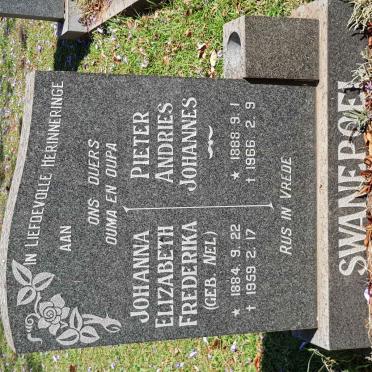 IN LIEFDEVOLLE HERINNERINGE
AAN
ONS OUERS
OUMA EN OUPA
JOHANNA
ELIZABETH
FREDERIKA
(GEB. NEL)
* 1884. 9. 22
† 1959. 2. 17
PIETER
ANDRIES
JOHANNES
* 1888. 9. 1
† 1966. 2. 9
RUS IN VREDE
SWANEPOEL